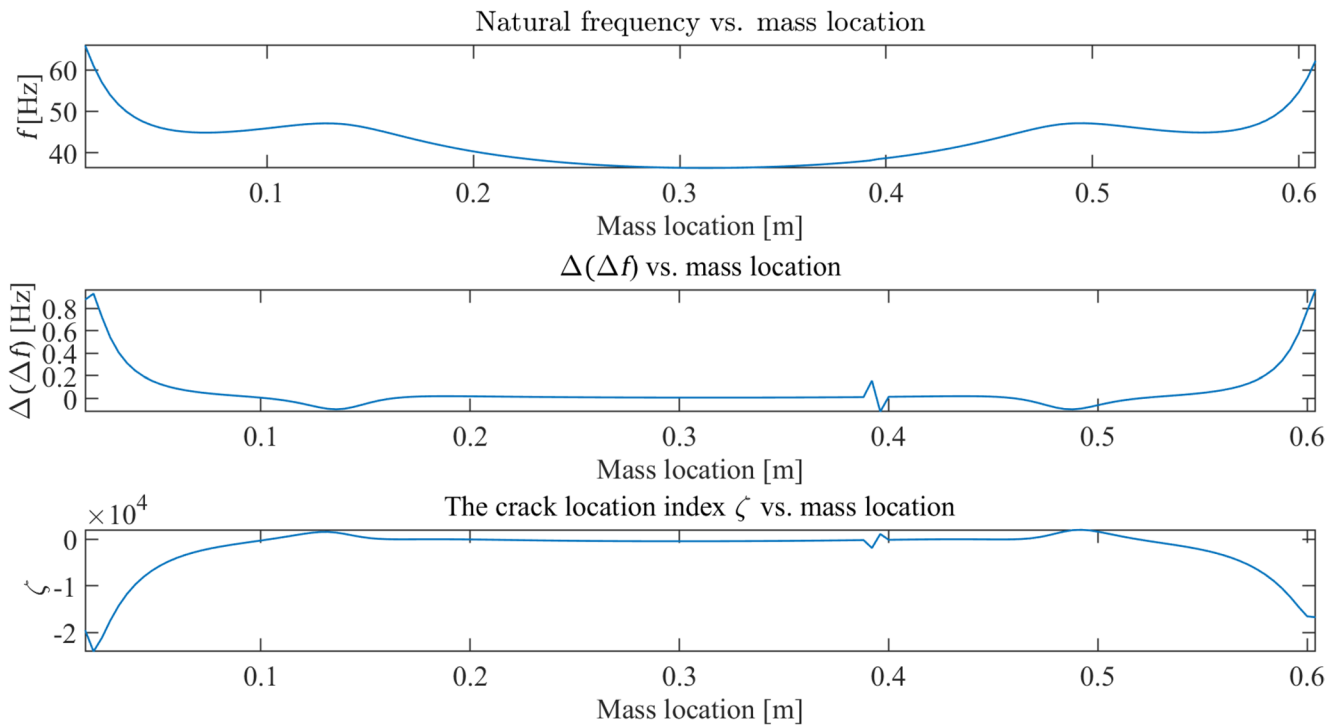 Natural frequency vs. mass location
f [Hz]
60
50
40
0.1 0.2 0.3 0.4 0.5 0.6
Mass location [m]
Δ(Δf) vs. mass location
Δ(Δf) [Hz]
0.8
0.6
0.4
0.2
0
0.1 0.2 0.3 0.4 0.5 0.6
Mass location [m]
The crack location index ζ vs. mass location
×10⁴
ζ
0
-1
-2
0.1 0.2 0.3 0.4 0.5 0.6
Mass location [m]